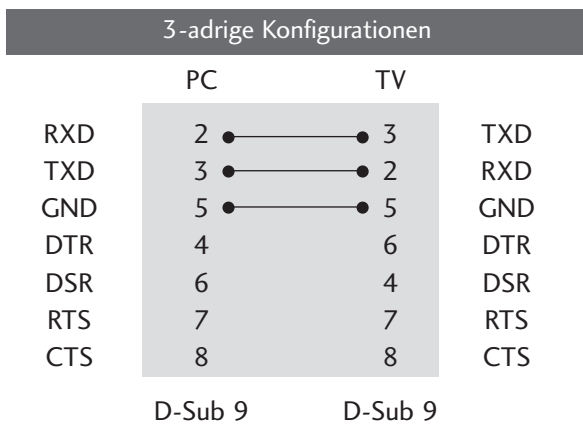 3-adrige Konfigurationen
PC TV
RXD 2 3 TXD
TXD 3 2 RXD
GND 5 5 GND
DTR 4 6 DTR
DSR 6 4 DSR
RTS 7 7 RTS
CTS 8 8 CTS
D-Sub 9 D-Sub 9